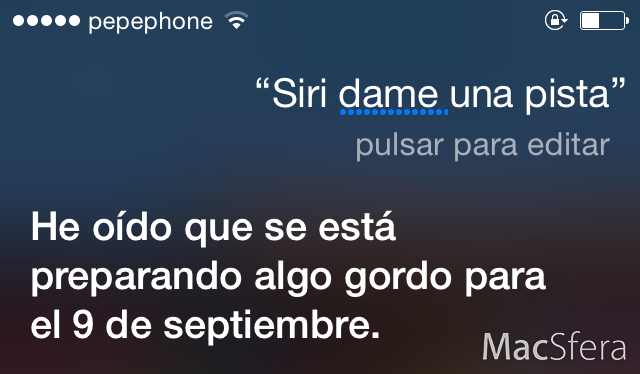 pepephone
“Siri dame una pista”
pulsar para editar
He oído que se está
preparando algo gordo para
el 9 de septiembre.
MacSfera